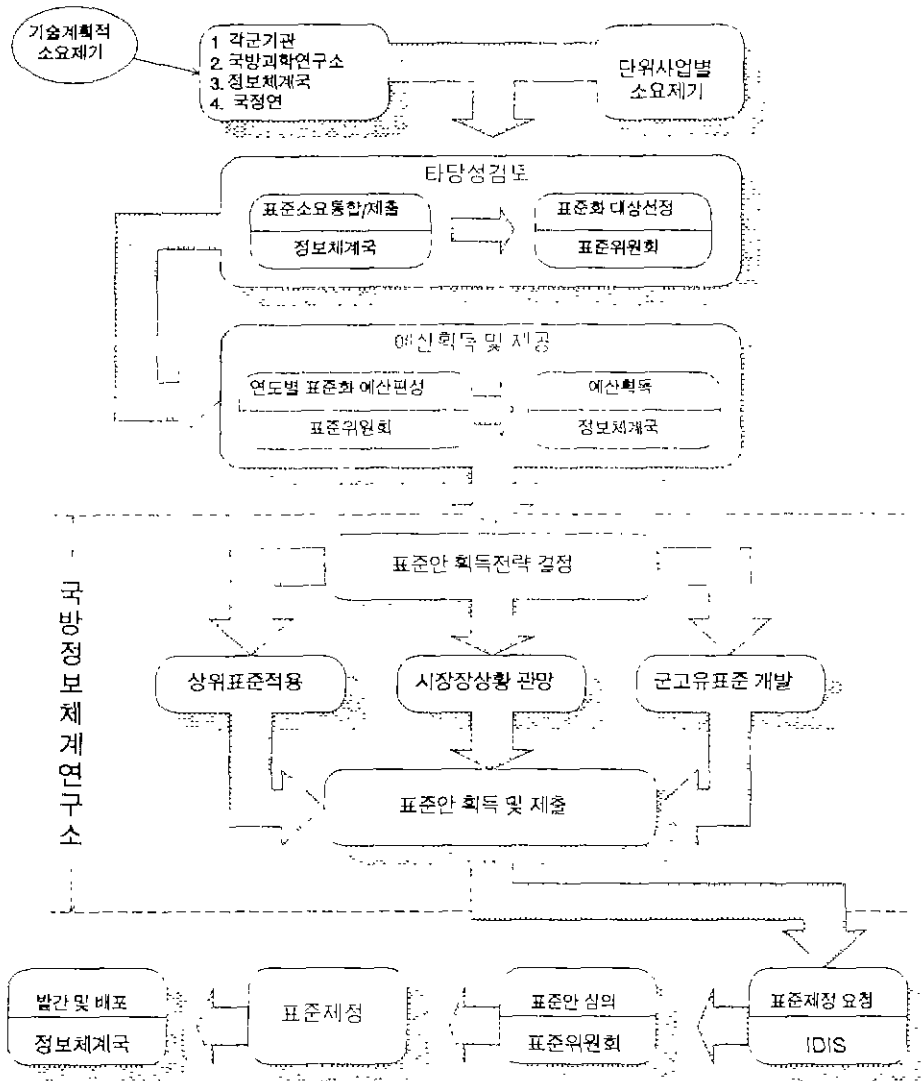 기술계획적
소요제기
1 각군기관
2. 국방과학연구소
3. 정보체계국
4. 국정연
단위사업별
소요제기
타당성검토
표준소요통합/제출
정보체계국
표준화 대상선정
표준위원회
예산획득 및 제공
연도별 표준화 예산편성
표준위원회
예산획득
정보체계국
국방정보체계연구소
표준안 획득전략 결정
상위표준적용
시장장상황 관망
군고유표준 개발
표준안 획득 및 제출
발간 및 배포
정보체계국
표준제정
표준안 심의
표준위원회
표준제정 요청
IDIS